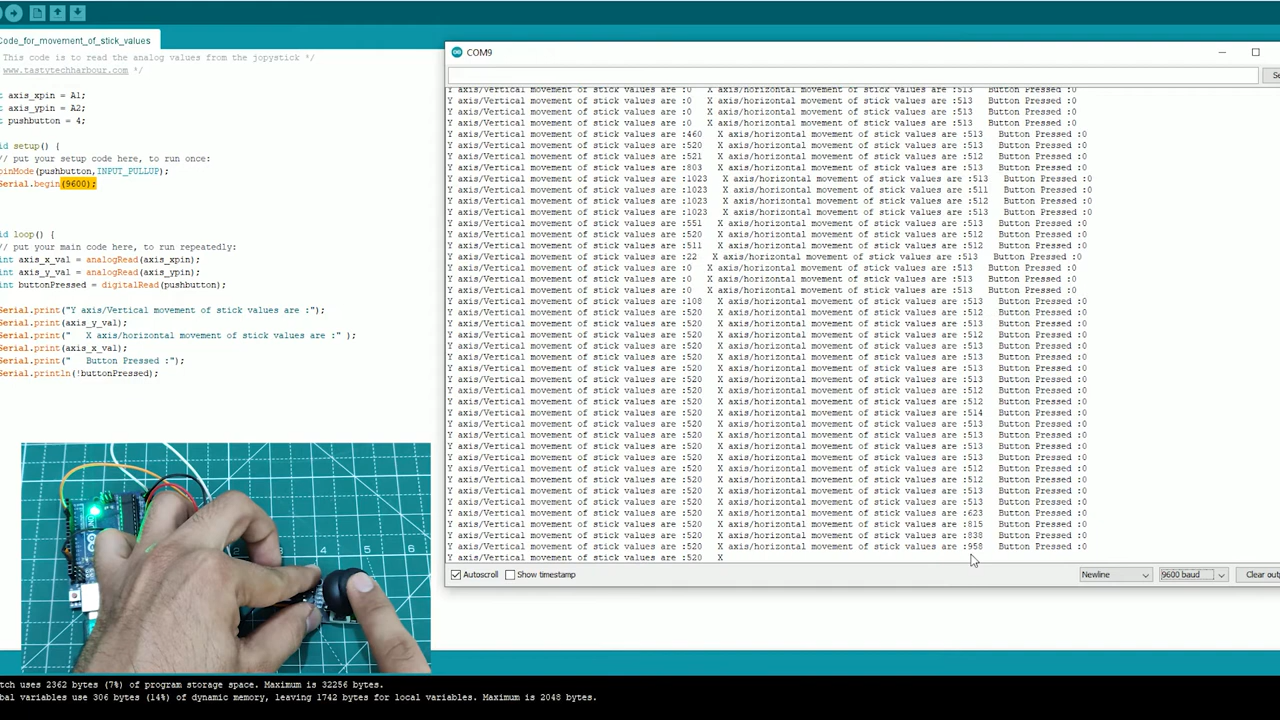 Code_for_movement_of_stick_values
This code is to read the analog values from the jopystick */
www.tastytechharbour.com */
t axis_xpin = A1;
t axis_ypin = A2;
t pushbutton = 4;
id setup() {
// put your setup code here, to run once:
pinMode(pushbutton,INPUT_PULLUP);
Serial.begin(9600);
id loop() {
// put your main code here, to run repeatedly:
int axis_x_val = analogRead(axis_xpin);
int axis_y_val = analogRead(axis_ypin);
int buttonPressed = digitalRead(pushbutton);
Serial.print("Y axis/Vertical movement of stick values are :");
Serial.print(axis_y_val);
Serial.print("   X axis/horizontal movement of stick values are :" );
Serial.print(axis_x_val);
Serial.print("   Button Pressed :");
Serial.println(!buttonPressed);
COM9
Se
Y axis/Vertical movement of stick values are :0   X axis/horizontal movement of stick values are :513   Button Pressed :0
Y axis/Vertical movement of stick values are :0   X axis/horizontal movement of stick values are :513   Button Pressed :0
Y axis/Vertical movement of stick values are :0   X axis/horizontal movement of stick values are :513   Button Pressed :0
Y axis/Vertical movement of stick values are :0   X axis/horizontal movement of stick values are :513   Button Pressed :0
Y axis/Vertical movement of stick values are :460   X axis/horizontal movement of stick values are :513   Button Pressed :0
Y axis/Vertical movement of stick values are :520   X axis/horizontal movement of stick values are :513   Button Pressed :0
Y axis/Vertical movement of stick values are :521   X axis/horizontal movement of stick values are :512   Button Pressed :0
Y axis/Vertical movement of stick values are :803   X axis/horizontal movement of stick values are :513   Button Pressed :0
Y axis/Vertical movement of stick values are :1023   X axis/horizontal movement of stick values are :513   Button Pressed :0
Y axis/Vertical movement of stick values are :1023   X axis/horizontal movement of stick values are :511   Button Pressed :0
Y axis/Vertical movement of stick values are :1023   X axis/horizontal movement of stick values are :512   Button Pressed :0
Y axis/Vertical movement of stick values are :1023   X axis/horizontal movement of stick values are :513   Button Pressed :0
Y axis/Vertical movement of stick values are :551   X axis/horizontal movement of stick values are :513   Button Pressed :0
Y axis/Vertical movement of stick values are :520   X axis/horizontal movement of stick values are :512   Button Pressed :0
Y axis/Vertical movement of stick values are :511   X axis/horizontal movement of stick values are :512   Button Pressed :0
Y axis/Vertical movement of stick values are :22   X axis/horizontal movement of stick values are :513   Button Pressed :0
Y axis/Vertical movement of stick values are :0   X axis/horizontal movement of stick values are :513   Button Pressed :0
Y axis/Vertical movement of stick values are :0   X axis/horizontal movement of stick values are :513   Button Pressed :0
Y axis/Vertical movement of stick values are :0   X axis/horizontal movement of stick values are :513   Button Pressed :0
Y axis/Vertical movement of stick values are :108   X axis/horizontal movement of stick values are :513   Button Pressed :0
Y axis/Vertical movement of stick values are :520   X axis/horizontal movement of stick values are :512   Button Pressed :0
Y axis/Vertical movement of stick values are :520   X axis/horizontal movement of stick values are :513   Button Pressed :0
Y axis/Vertical movement of stick values are :520   X axis/horizontal movement of stick values are :512   Button Pressed :0
Y axis/Vertical movement of stick values are :520   X axis/horizontal movement of stick values are :513   Button Pressed :0
Y axis/Vertical movement of stick values are :520   X axis/horizontal movement of stick values are :513   Button Pressed :0
Y axis/Vertical movement of stick values are :520   X axis/horizontal movement of stick values are :512   Button Pressed :0
Y axis/Vertical movement of stick values are :520   X axis/horizontal movement of stick values are :513   Button Pressed :0
Y axis/Vertical movement of stick values are :520   X axis/horizontal movement of stick values are :512   Button Pressed :0
Y axis/Vertical movement of stick values are :520   X axis/horizontal movement of stick values are :512   Button Pressed :0
Y axis/Vertical movement of stick values are :520   X axis/horizontal movement of stick values are :514   Button Pressed :0
Y axis/Vertical movement of stick values are :520   X axis/horizontal movement of stick values are :513   Button Pressed :0
Y axis/Vertical movement of stick values are :520   X axis/horizontal movement of stick values are :513   Button Pressed :0
Y axis/Vertical movement of stick values are :520   X axis/horizontal movement of stick values are :513   Button Pressed :0
Y axis/Vertical movement of stick values are :520   X axis/horizontal movement of stick values are :513   Button Pressed :0
Y axis/Vertical movement of stick values are :520   X axis/horizontal movement of stick values are :512   Button Pressed :0
Y axis/Vertical movement of stick values are :520   X axis/horizontal movement of stick values are :512   Button Pressed :0
Y axis/Vertical movement of stick values are :520   X axis/horizontal movement of stick values are :513   Button Pressed :0
Y axis/Vertical movement of stick values are :520   X axis/horizontal movement of stick values are :513   Button Pressed :0
Y axis/Vertical movement of stick values are :520   X axis/horizontal movement of stick values are :623   Button Pressed :0
Y axis/Vertical movement of stick values are :520   X axis/horizontal movement of stick values are :815   Button Pressed :0
Y axis/Vertical movement of stick values are :520   X axis/horizontal movement of stick values are :838   Button Pressed :0
Y axis/Vertical movement of stick values are :520   X axis/horizontal movement of stick values are :958   Button Pressed :0
Y axis/Vertical movement of stick values are :520   X
Autoscroll Show timestamp Newline 9600 baud Clear out
4 5 6
tch uses 2362 bytes (7%) of program storage space. Maximum is 32256 bytes.
bal variables use 306 bytes (14%) of dynamic memory, leaving 1742 bytes for local variables. Maximum is 2048 bytes.